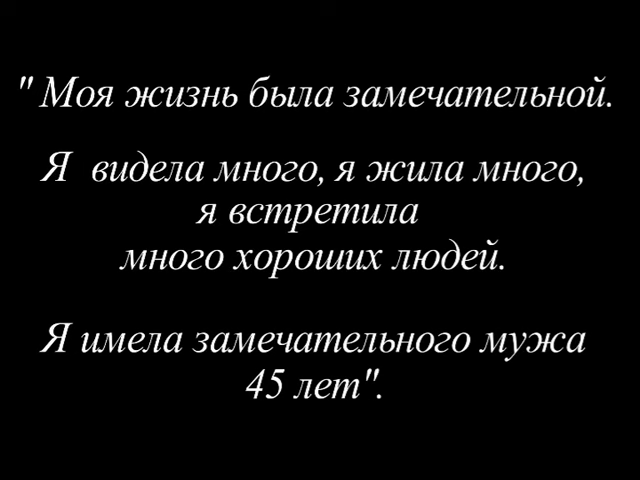 " Моя жизнь была замечательной.
Я видела много, я жила много,
я встретила
много хороших людей.
Я имела замечательного мужа
45 лет".